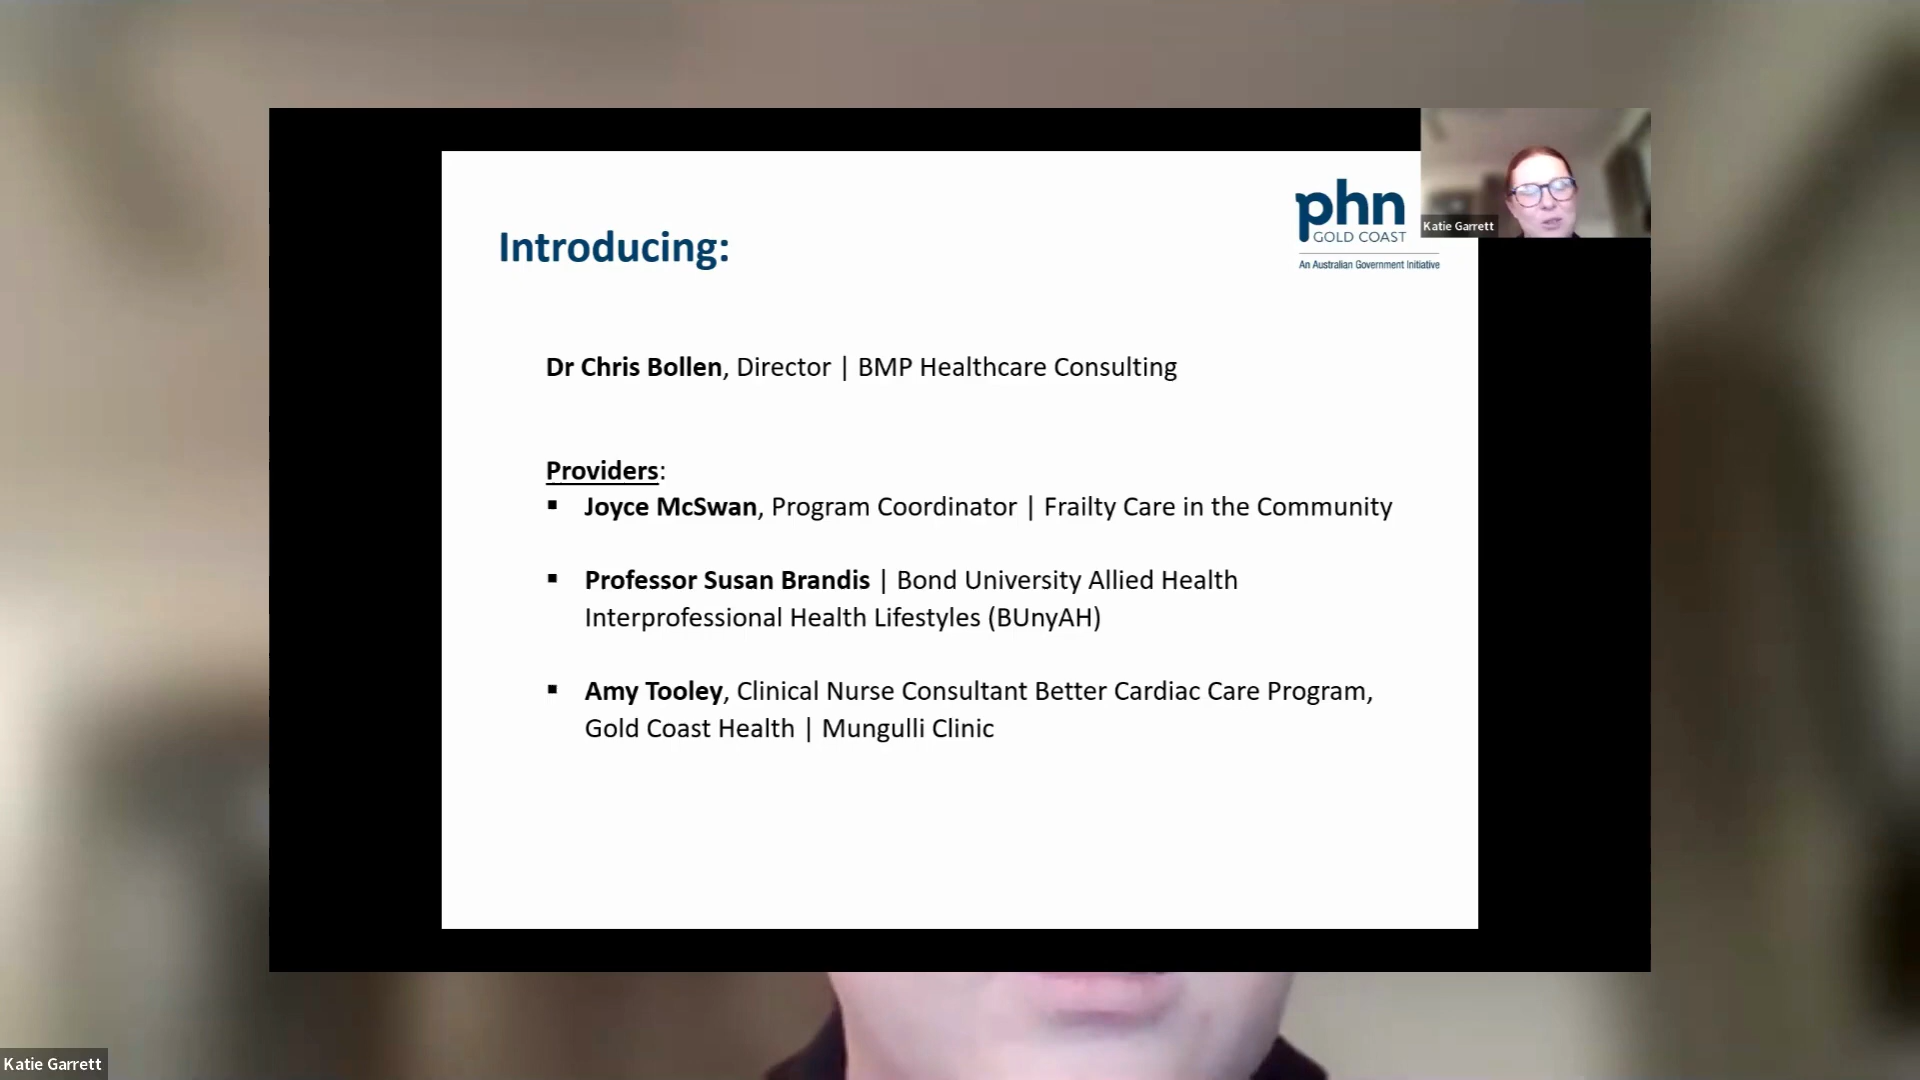 Introducing:
phn
GOLD COAST
An Australian Government Initiative
Katie Garrett
Dr Chris Bollen, Director | BMP Healthcare Consulting
Providers:
▪ Joyce McSwan, Program Coordinator | Frailty Care in the Community
▪ Professor Susan Brandis | Bond University Allied Health
Interprofessional Health Lifestyles (BUnyAH)
▪ Amy Tooley, Clinical Nurse Consultant Better Cardiac Care Program,
Gold Coast Health | Mungulli Clinic
Katie Garrett